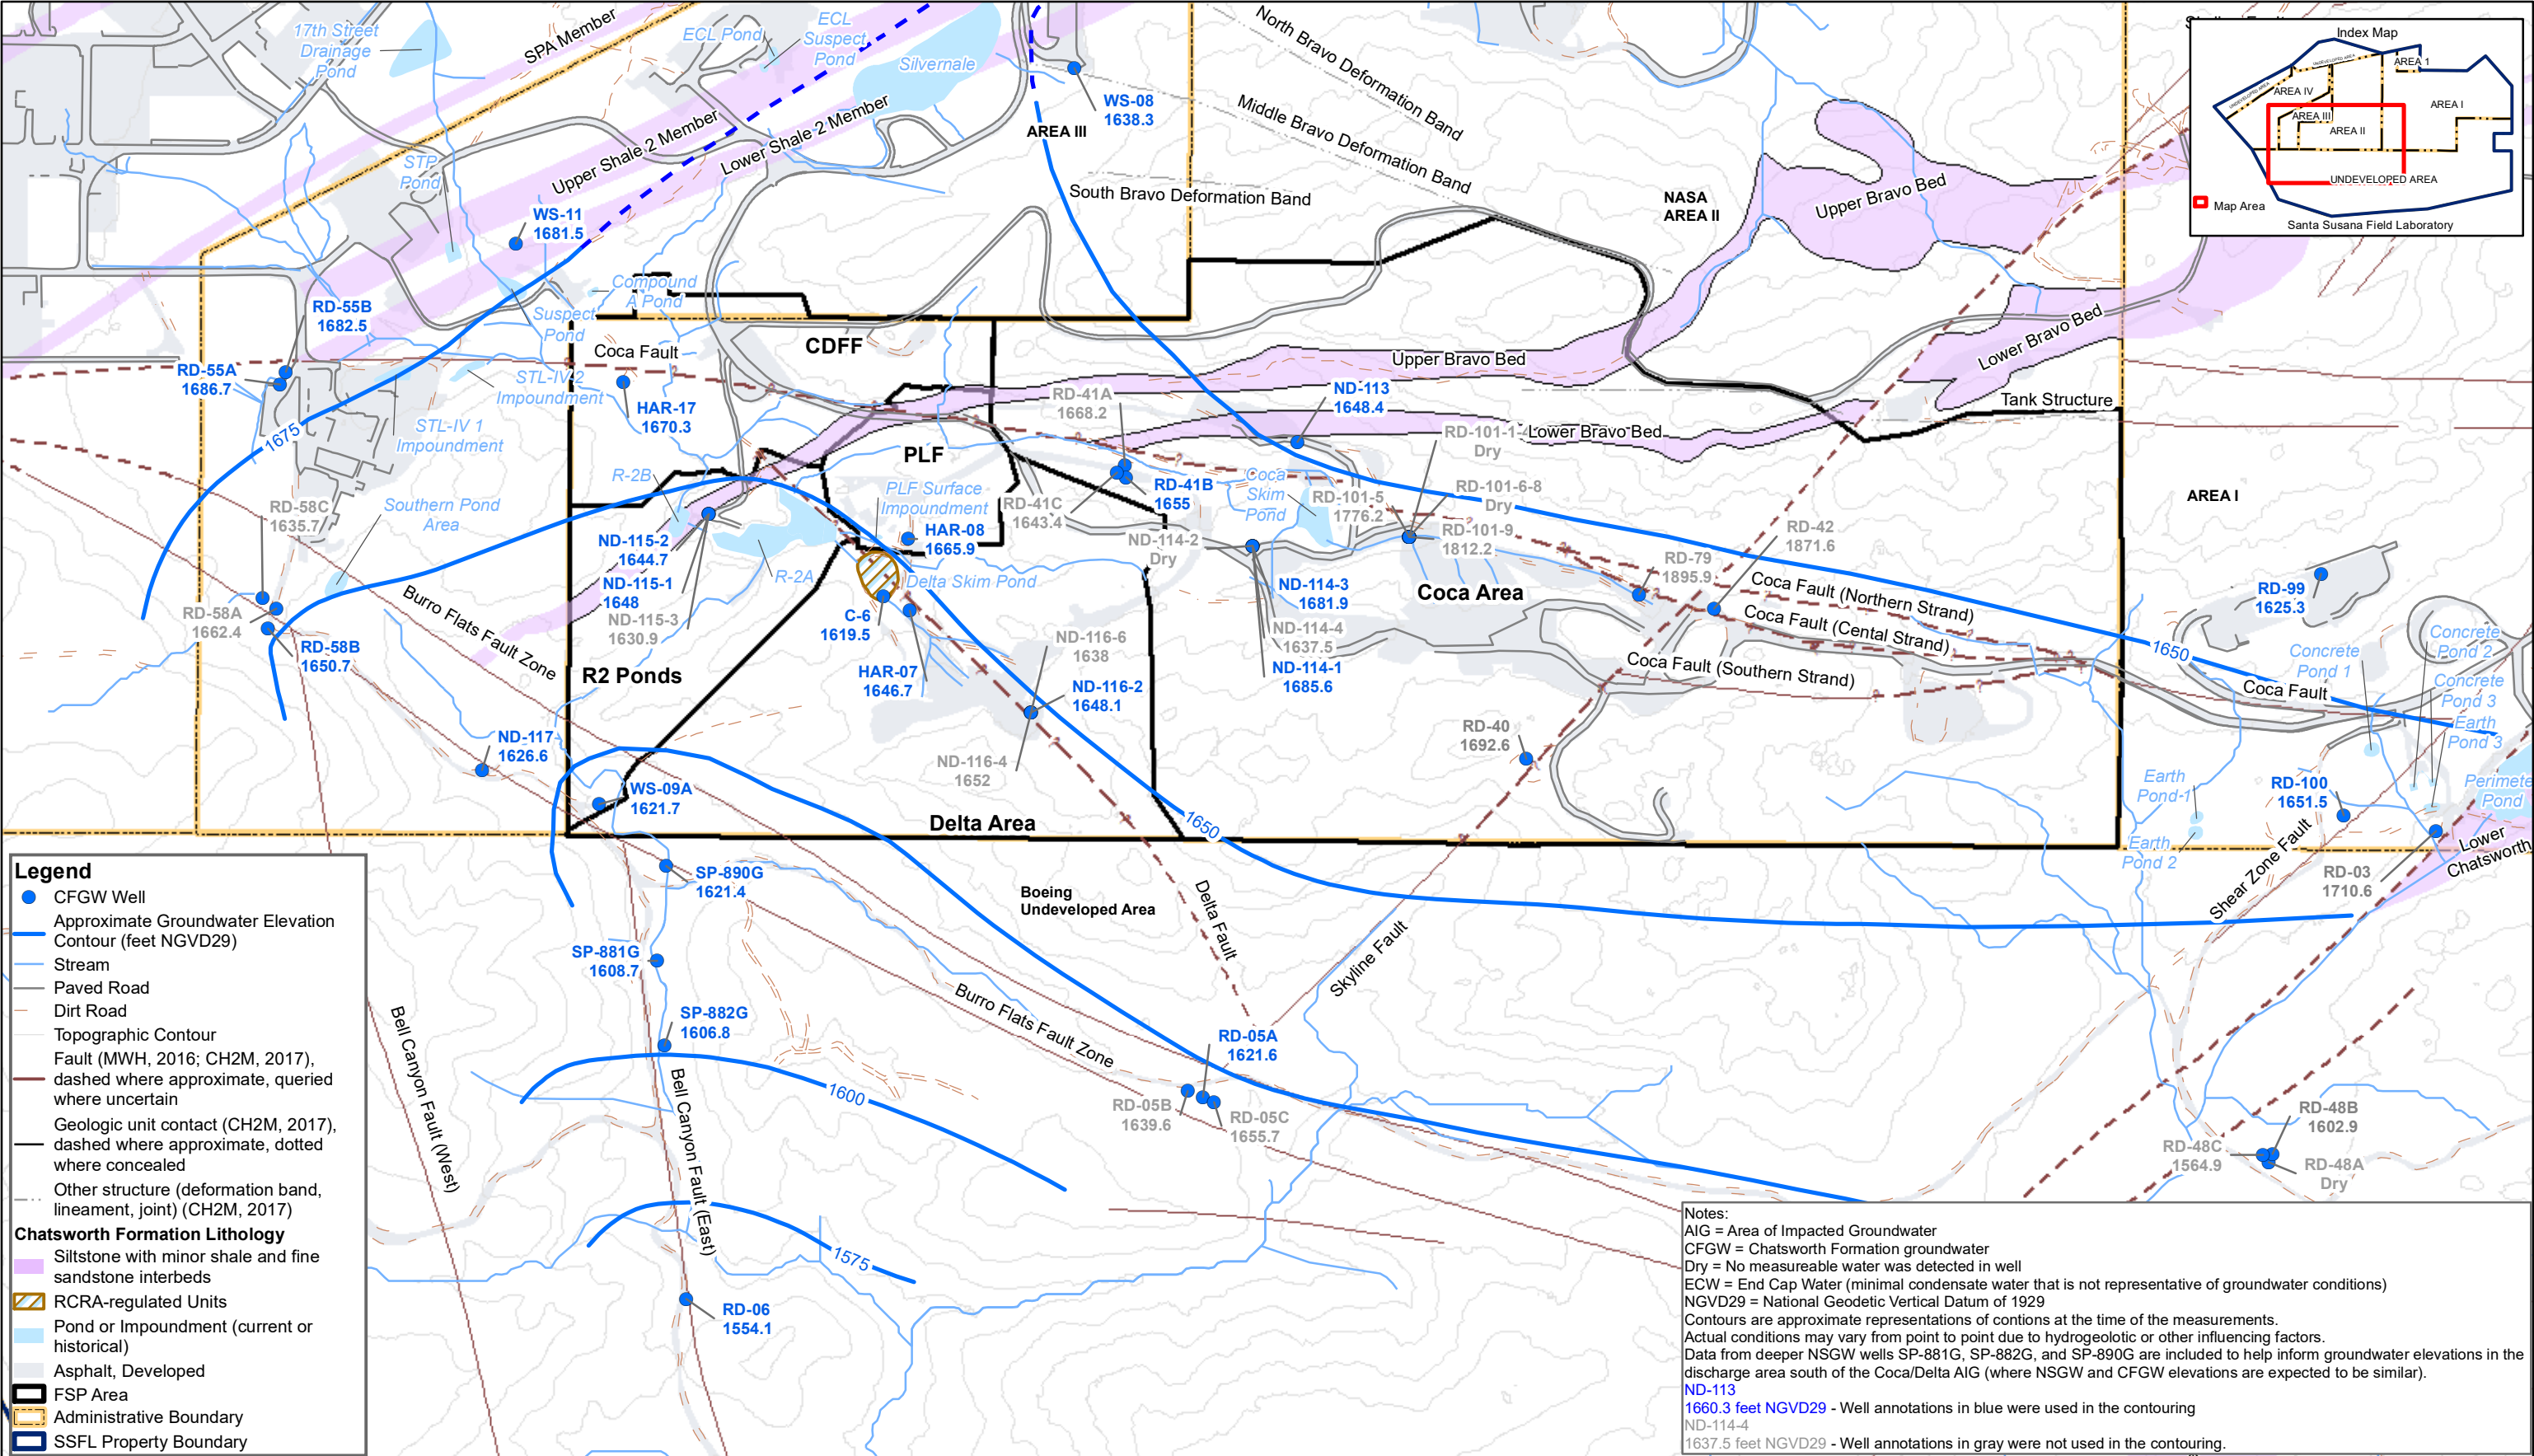 17th Street
Drainage
Pond
SPA Member
ECL Pond
ECL
Suspect
Pond
Silvernale
WS-08
1638.3
AREA III
North Bravo Deformation Band
Middle Bravo Deformation Band
South Bravo Deformation Band
Upper Shale 2 Member
Lower Shale 2 Member
STP
Pond
WS-11
1681.5
NASA
AREA II
Upper Bravo Bed
Index Map
UNDEVELOPED AREA
AREA 1
UNDEVELOPED AREA
AREA IV
AREA I
AREA III
AREA II
UNDEVELOPED AREA
Map Area
Santa Susana Field Laboratory
Compound
A Pond
Suspect
Pond
RD-55B
1682.5
RD-55A
1686.7
Coca Fault
CDFF
STL-IV-2
Impoundment
HAR-17
1670.3
STL-IV 1
Impoundment
1675
RD-41A
1668.2
ND-113
1648.4
Upper Bravo Bed
Lower Bravo Bed
Lower Bravo Bed
Tank Structure
PLF
R-2B
PLF Surface
Impoundment
RD-41C
1643.4
RD-41B
1655
Coca
Skim
Pond
RD-101-1-4
Dry
RD-101-5
1776.2
RD-101-6-8
Dry
RD-101-9
1812.2
RD-42
1871.6
AREA I
RD-58C
1635.7
Southern Pond
Area
ND-115-2
1644.7
ND-115-1
1648
ND-115-3
1630.9
R-2A
HAR-08
1665.9
Delta Skim Pond
C-6
1619.5
HAR-07
1646.7
ND-114-2
Dry
ND-114-3
1681.9
ND-114-4
1637.5
ND-114-1
1685.6
Coca Area
RD-79
1895.9
Coca Fault (Northern Strand)
Coca Fault (Cental Strand)
Coca Fault (Southern Strand)
RD-99
1625.3
Concrete
Pond 1
Concrete
Pond 2
Concrete
Pond 3
Earth
Pond 3
1650
Coca Fault
RD-58A
1662.4
RD-58B
1650.7
Burro Flats Fault Zone
R2 Ponds
ND-116-6
1638
ND-116-2
1648.1
ND-116-4
1652
RD-40
1692.6
ND-117
1626.6
WS-09A
1621.7
Delta Area
1650
Earth
Pond-1
Earth
Pond 2
RD-100
1651.5
Perimete
Pond
Lower
Chatsworth
RD-03
1710.6
Shear Zone Fault
SP-890G
1621.4
Boeing
Undeveloped Area
Delta Fault
Skyline Fault
SP-881G
1608.7
SP-882G
1606.8
Burro Flats Fault Zone
RD-05A
1621.6
RD-05B
1639.6
RD-05C
1655.7
Bell Canyon Fault (West)
Bell Canyon Fault (East)
1600
1575
RD-06
1554.1
RD-48B
1602.9
RD-48C
1564.9
RD-48A
Dry
Legend
CFGW Well
Approximate Groundwater Elevation
Contour (feet NGVD29)
Stream
Paved Road
Dirt Road
Topographic Contour
Fault (MWH, 2016; CH2M, 2017),
dashed where approximate, queried
where uncertain
Geologic unit contact (CH2M, 2017),
dashed where approximate, dotted
where concealed
Other structure (deformation band,
lineament, joint) (CH2M, 2017)
Chatsworth Formation Lithology
Siltstone with minor shale and fine
sandstone interbeds
RCRA-regulated Units
Pond or Impoundment (current or
historical)
Asphalt, Developed
FSP Area
Administrative Boundary
SSFL Property Boundary
Notes:
AIG = Area of Impacted Groundwater
CFGW = Chatsworth Formation groundwater
Dry = No measureable water was detected in well
ECW = End Cap Water (minimal condensate water that is not representative of groundwater conditions)
NGVD29 = National Geodetic Vertical Datum of 1929
Contours are approximate representations of contions at the time of the measurements.
Actual conditions may vary from point to point due to hydrogeolotic or other influencing factors.
Data from deeper NSGW wells SP-881G, SP-882G, and SP-890G are included to help inform groundwater elevations in the
discharge area south of the Coca/Delta AIG (where NSGW and CFGW elevations are expected to be similar).
ND-113
1660.3 feet NGVD29 - Well annotations in blue were used in the contouring
ND-114-4
1637.5 feet NGVD29 - Well annotations in gray were not used in the contouring.